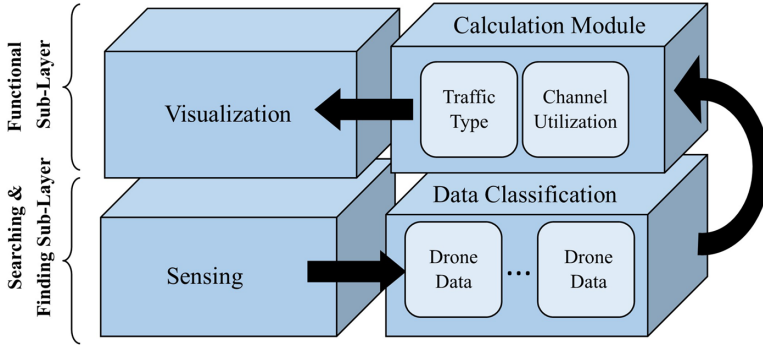 Functional
Sub-Layer
Visualization
Calculation Module
Traffic
Type
Channel
Utilization
Searching &
Finding Sub-Layer
Sensing
Data Classification
Drone
Data
...
Drone
Data